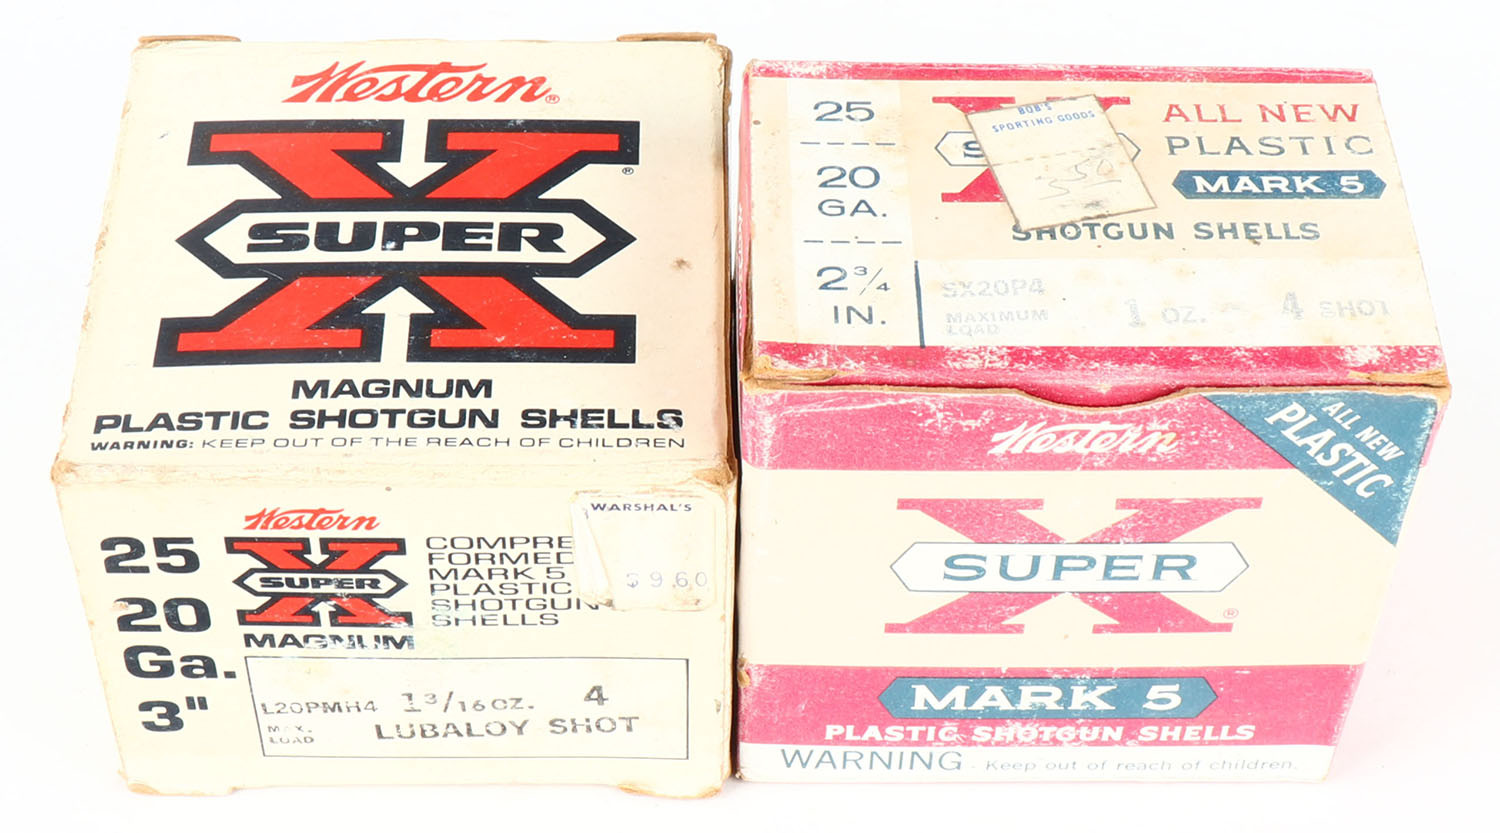 Western®
X®
SUPER
MAGNUM
PLASTIC SHOTGUN SHELLS
WARNING: KEEP OUT OF THE REACH OF CHILDREN
25
20
Ga.
3"
Western
X
SUPER
MAGNUM
FORMED
MARK 5
PLASTIC
SHOTGUN
SHELLS
WARSHAL'S
$9.60
L20PMH4 1 3/16 OZ. 4
MAX.
LOAD
LUBALOY SHOT
25
20
GA.
2 3/4
IN.
X
BOB'S
SPORTING GOODS
ALL NEW
PLASTIC
MARK 5
SHOTGUN SHELLS
SX20P4
MAXIMUM
LOAD
1 OZ. - 4 SHOT
Western
ALL NEW
PLASTIC
X
SUPER
®
MARK 5
PLASTIC SHOTGUN SHELLS
WARNING - Keep out of reach of children.